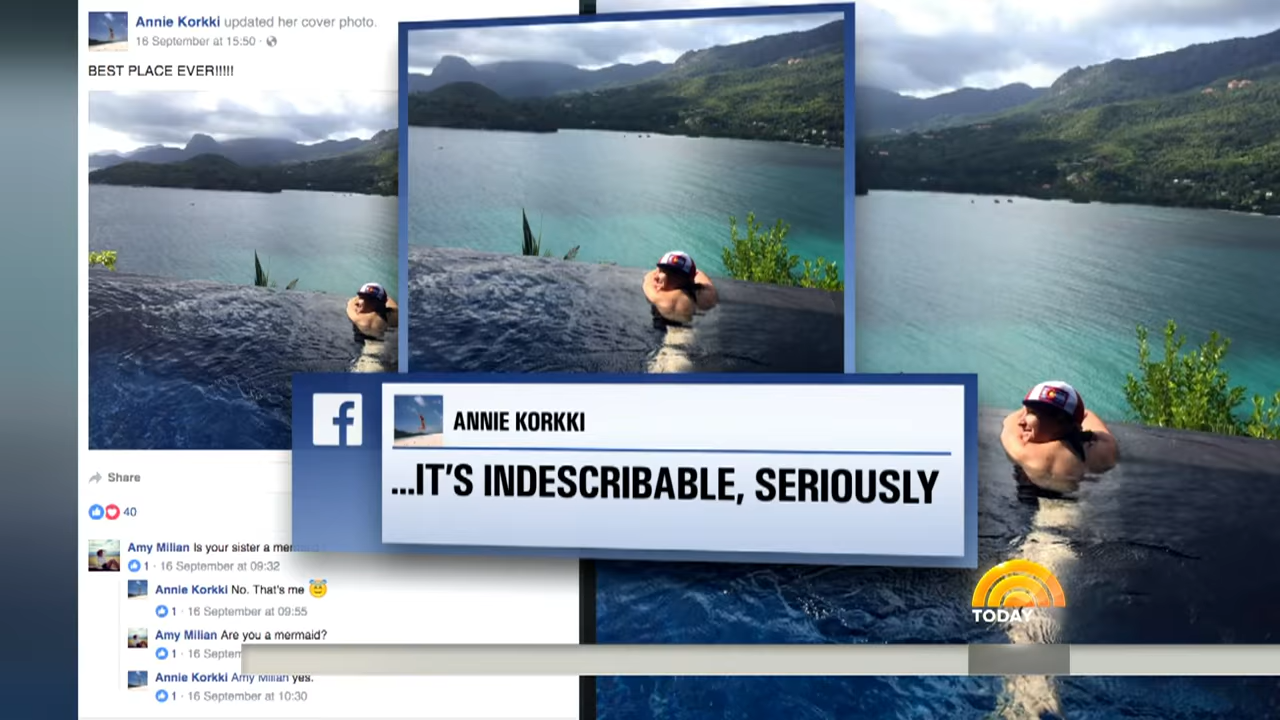 Annie Korkki updated her cover photo.
16 September at 15:50 ·
BEST PLACE EVER!!!!!
ANNIE KORKKI
...IT'S INDESCRIBABLE, SERIOUSLY
Share
40
Amy Milian Is your sister a
1 · 16 September at 09:32
Annie Korkki No. That's me
1 · 16 September at 09:55
Amy Milian Are you a mermaid?
1 · 16
Annie Korkki Amy Milian yes.
1 · 16 September at 10:30
TODAY